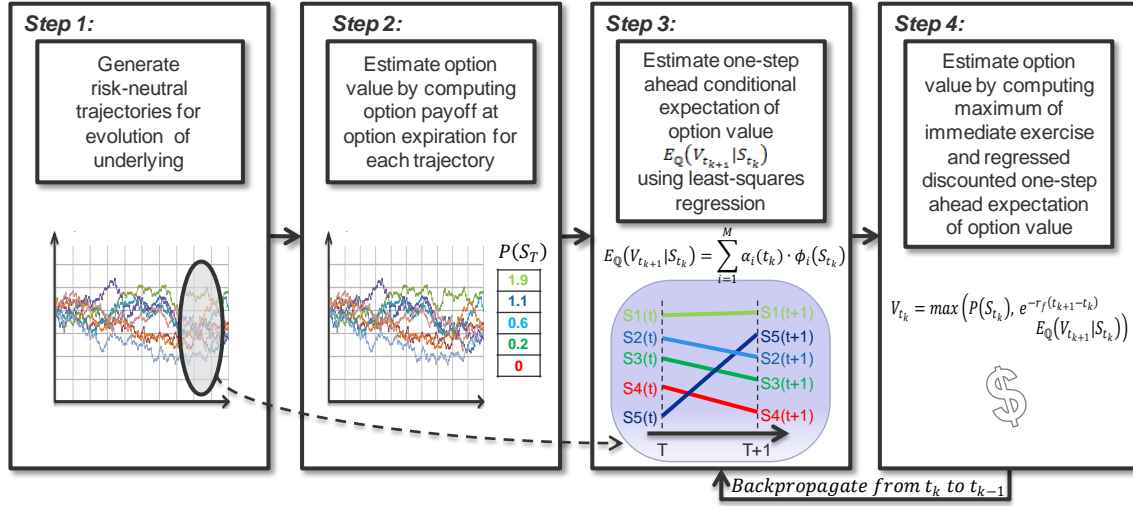 Step 1:
Generate
risk-neutral
trajectories for
evolution of
underlying
Step 2:
Estimate option
value by computing
option payoff at
option expiration for
each trajectory
P(S_T)
1.9
1.1
0.6
0.2
0
Step 3:
Estimate one-step
ahead conditional
expectation of
option value
E_ℚ(V_{t_{k+1}}|S_{t_k})
using least-squares
regression
E_ℚ(V_{t_{k+1}}|S_{t_k}) = ∑_{i=1}^{M} α_i(t_k) · ϕ_i(S_{t_k})
S1(t) S1(t+1)
S5(t+1)
S2(t) S2(t+1)
S3(t) S3(t+1)
S4(t) S4(t+1)
S5(t)
T T+1
Step 4:
Estimate option
value by computing
maximum of
immediate exercise
and regressed
discounted one-step
ahead expectation
of option value
V_{t_k} = max (P(S_{t_k}), e^{-r_f(t_{k+1}-t_k)}
E_ℚ(V_{t_{k+1}}|S_{t_k}))
$
Backpropagate from t_k to t_{k-1}